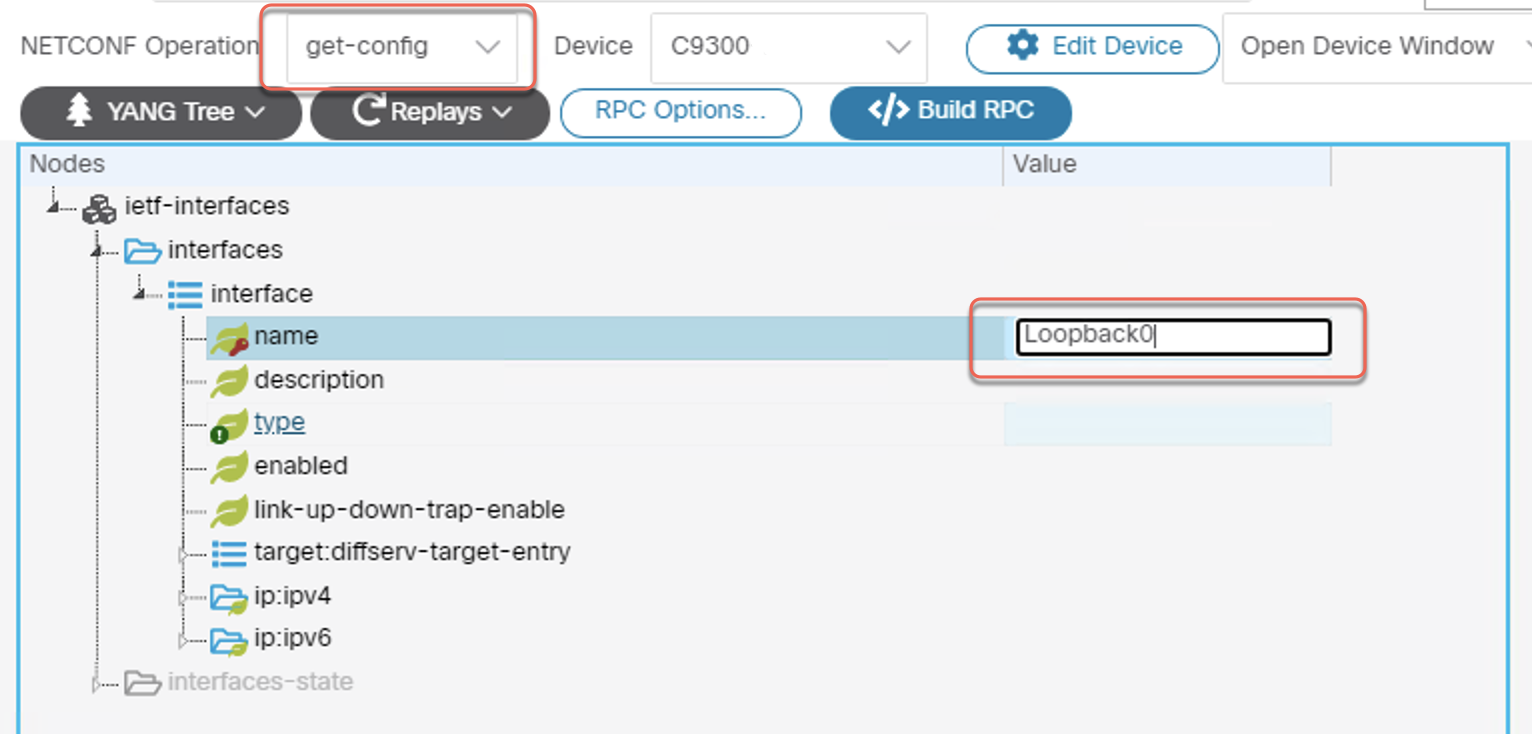 NETCONF Operation get-config Device C9300 Edit Device Open Device Window
YANG Tree Replays RPC Options... </> Build RPC
Nodes Value
ietf-interfaces
interfaces
interface
name Loopback0
description
type
enabled
link-up-down-trap-enable
target:diffserv-target-entry
ip:ipv4
ip:ipv6
interfaces-state